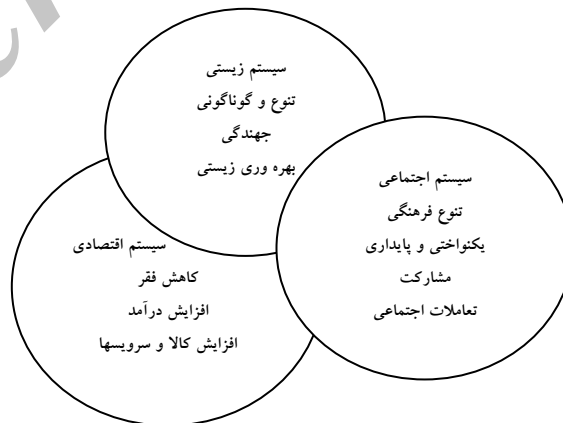 سیستم زیستی
تنوع و گوناگونی
جهندگی
بهره وری زیستی
سیستم اجتماعی
تنوع فرهنگی
یکنواختی و پایداری
مشارکت
تعاملات اجتماعی
سیستم اقتصادی
کاهش فقر
افزایش درآمد
افزایش کالا و سرویسها